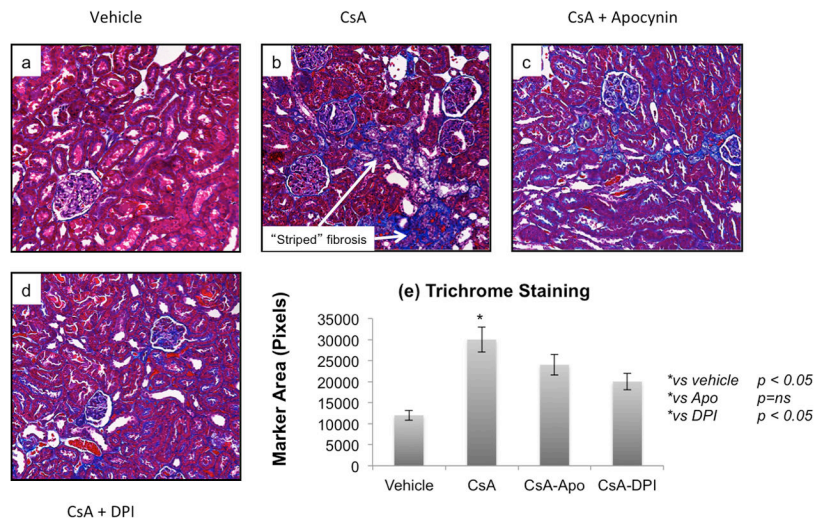 Vehicle
CsA
CsA + Apocynin
a
b
c
"Striped" fibrosis
d
CsA + DPI
(e) Trichrome Staining
Marker Area (Pixels)
35000
30000
25000
20000
15000
10000
5000
0
*
Vehicle
CsA
CsA-Apo
CsA-DPI
*vs vehicle p < 0.05
*vs Apo p=ns
*vs DPI p < 0.05